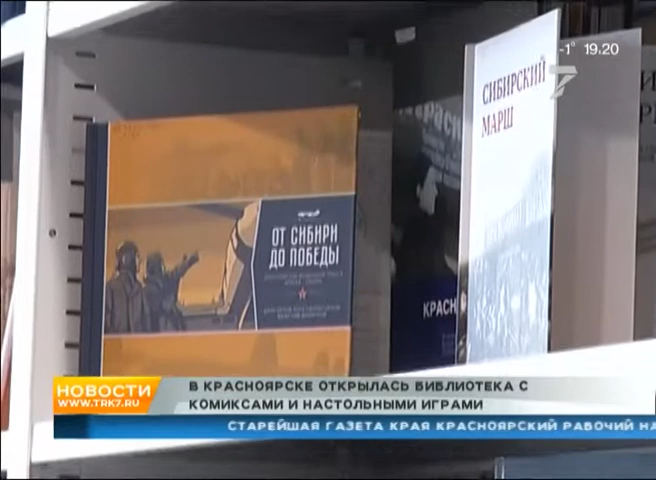 -1° 19.20
7
СИБИРСКИЙ
МАРШ
ОТ СИБИРИ
ДО ПОБЕДЫ
КРАСН
НОВОСТИ
WWW.TRK7.RU
В КРАСНОЯРСКЕ ОТКРЫЛАСЬ БИБЛИОТЕКА С
КОМИКСАМИ И НАСТОЛЬНЫМИ ИГРАМИ
СТАРЕЙШАЯ ГАЗЕТА КРАЯ КРАСНОЯРСКИЙ РАБОЧИЙ НА